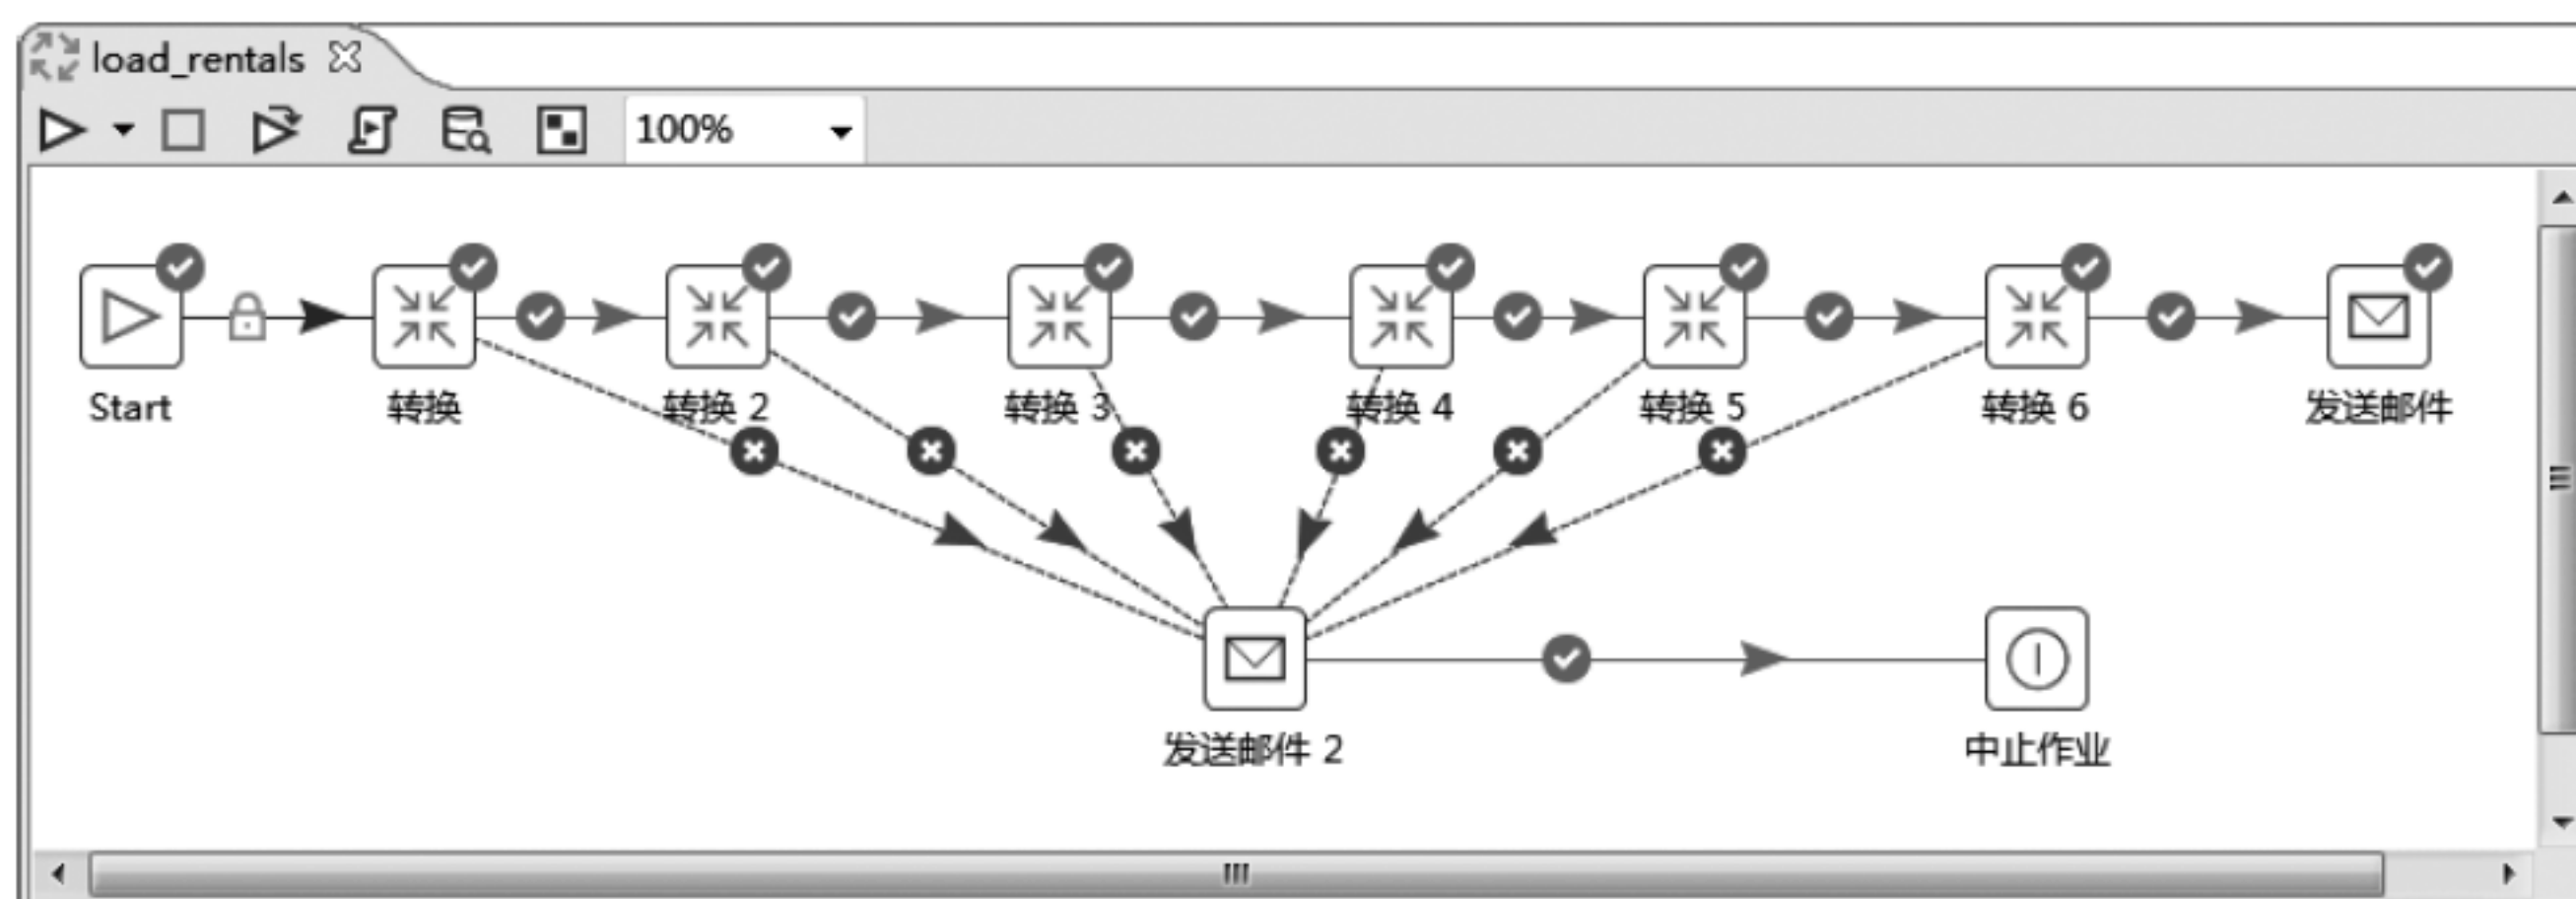 load_rentals
100%
Start
转换
转换 2
转换 3
转换 4
转换 5
转换 6
发送邮件
发送邮件 2
中止作业